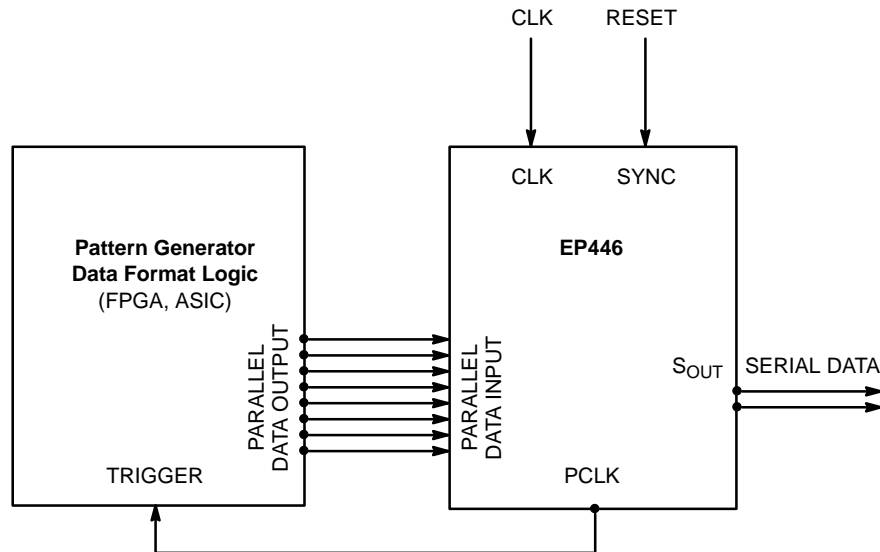 CLK RESET
CLK SYNC
Pattern Generator
Data Format Logic
(FPGA, ASIC)
EP446
PARALLEL
DATA OUTPUT
PARALLEL
DATA INPUT
SOUT SERIAL DATA
TRIGGER PCLK